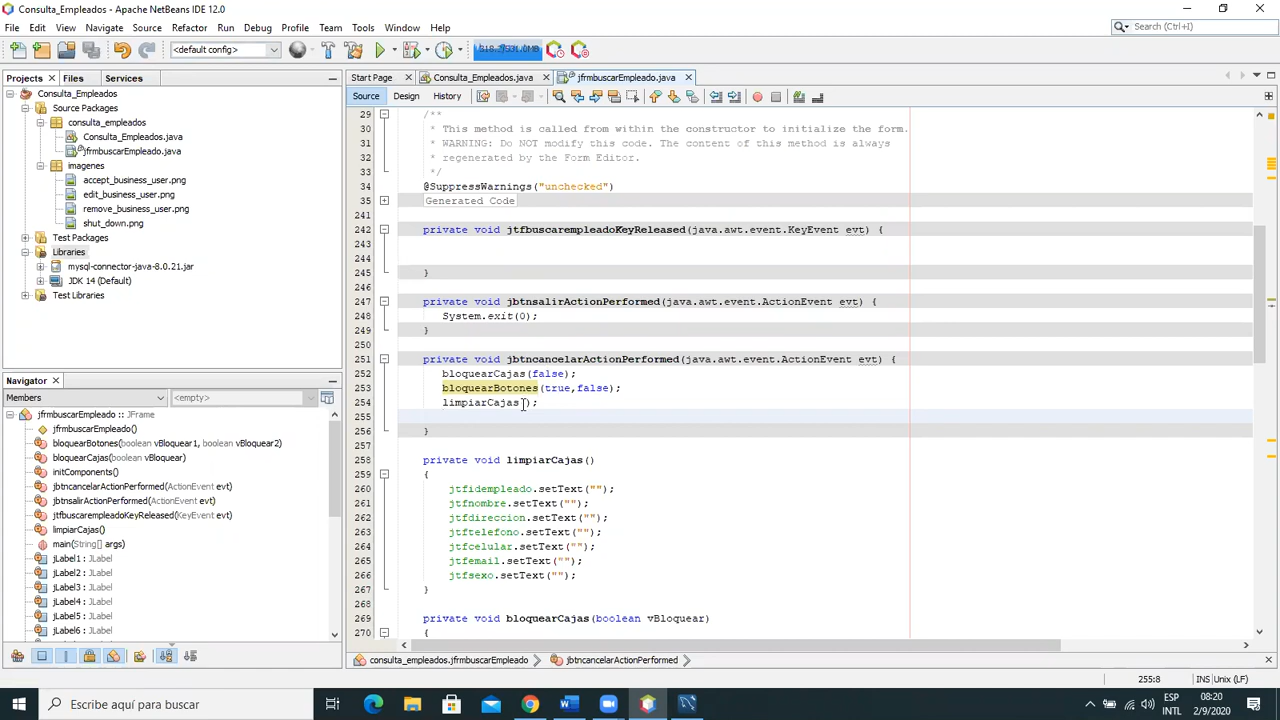 Consulta_Empleados - Apache NetBeans IDE 12.0
File Edit View Navigate Source Refactor Run Debug Profile Team Tools Window Help
Search (Ctrl+I)
<default config>
Projects Files Services
Consulta_Empleados
Source Packages
consulta_empleados
Consulta_Empleados.java
jfrmbuscarEmpleado.java
imagenes
accept_business_user.png
edit_business_user.png
remove_business_user.png
shut_down.png
Test Packages
Libraries
mysql-connector-java-8.0.21.jar
JDK 14 (Default)
Test Libraries
Navigator
Members
<empty>
jfrmbuscarEmpleado :: JFrame
jfrmbuscarEmpleado()
bloquearBotones(boolean vBloquear1, boolean vBloquear2)
bloquearCajas(boolean vBloquear)
initComponents()
jbtncancelarActionPerformed(ActionEvent evt)
jbtnsalirActionPerformed(ActionEvent evt)
jtfbuscarempleadoKeyReleased(KeyEvent evt)
limpiarCajas()
main(String[] args)
jLabel1 : JLabel
jLabel2 : JLabel
jLabel3 : JLabel
jLabel4 : JLabel
jLabel5 : JLabel
jLabel6 : JLabel
Start Page Consulta_Empleados.java jfrmbuscarEmpleado.java
Source Design History
29 /**
30 * This method is called from within the constructor to initialize the form.
31 * WARNING: Do NOT modify this code. The content of this method is always
32 * regenerated by the Form Editor.
33 */
34 @SuppressWarnings("unchecked")
35 Generated Code
241
242 private void jtfbuscarempleadoKeyReleased(java.awt.event.KeyEvent evt) {
243
244
245 }
246
247 private void jbtnsalirActionPerformed(java.awt.event.ActionEvent evt) {
248 System.exit(0);
249 }
250
251 private void jbtncancelarActionPerformed(java.awt.event.ActionEvent evt) {
252 bloquearCajas(false);
253 bloquearBotones(true,false);
254 limpiarCajas();
255
256 }
257
258 private void limpiarCajas()
259 {
260 jtfidempleado.setText("");
261 jtfnombre.setText("");
262 jtfdireccion.setText("");
263 jtftelefono.setText("");
264 jtfcelular.setText("");
265 jtfemail.setText("");
266 jtfsexo.setText("");
267 }
268
269 private void bloquearCajas(boolean vBloquear)
270 {
consulta_empleados.jfrmbuscarEmpleado jbtncancelarActionPerformed
255:8 INS Unix (LF)
Escribe aquí para buscar
ESP
INTL
08:20
2/9/2020